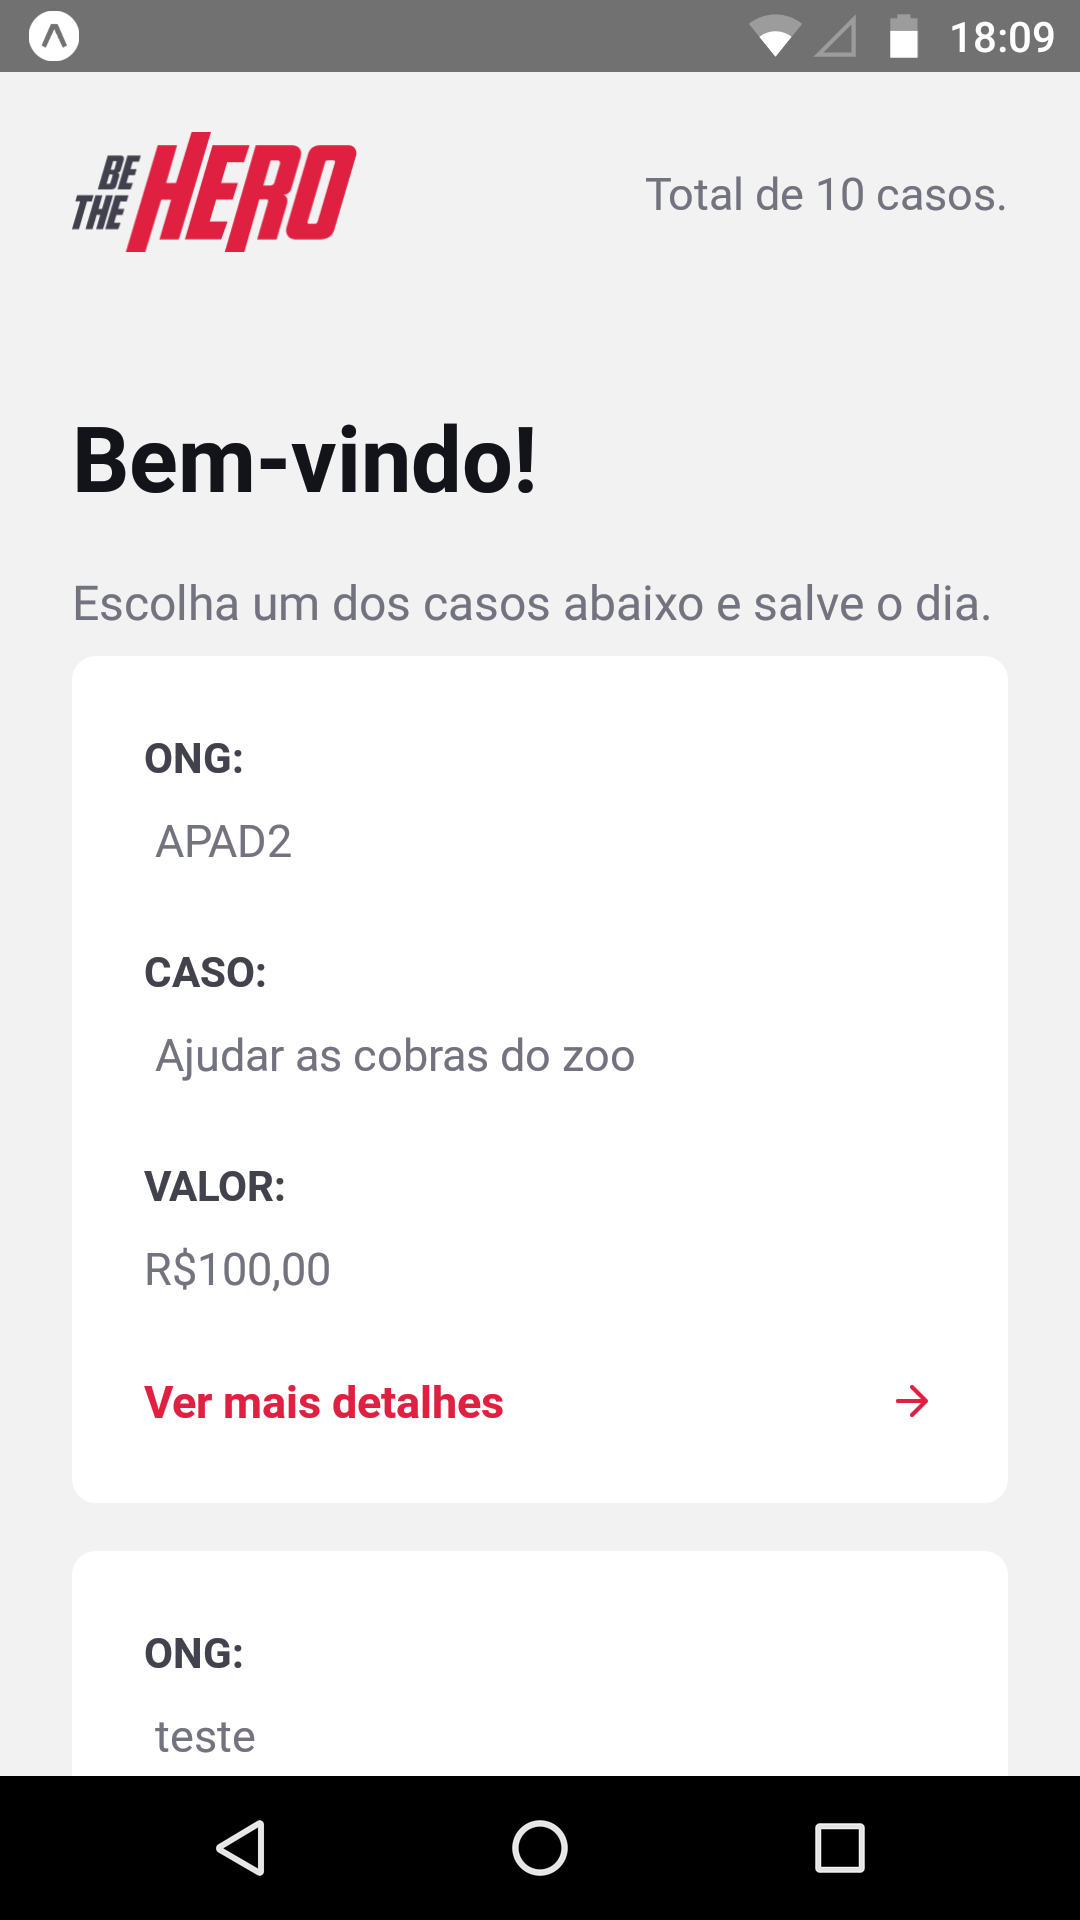 18:09
BE THE HERO
Total de 10 casos.
Bem-vindo!
Escolha um dos casos abaixo e salve o dia.
ONG:
APAD2
CASO:
Ajudar as cobras do zoo
VALOR:
R$100,00
Ver mais detalhes
ONG:
teste